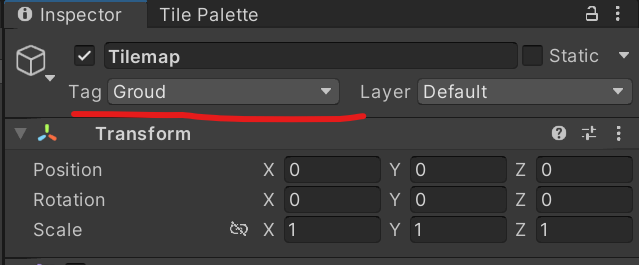 Inspector Tile Palette
Tilemap Static
Tag Groud Layer Default
Transform
Position X 0 Y 0 Z 0
Rotation X 0 Y 0 Z 0
Scale X 1 Y 1 Z 1